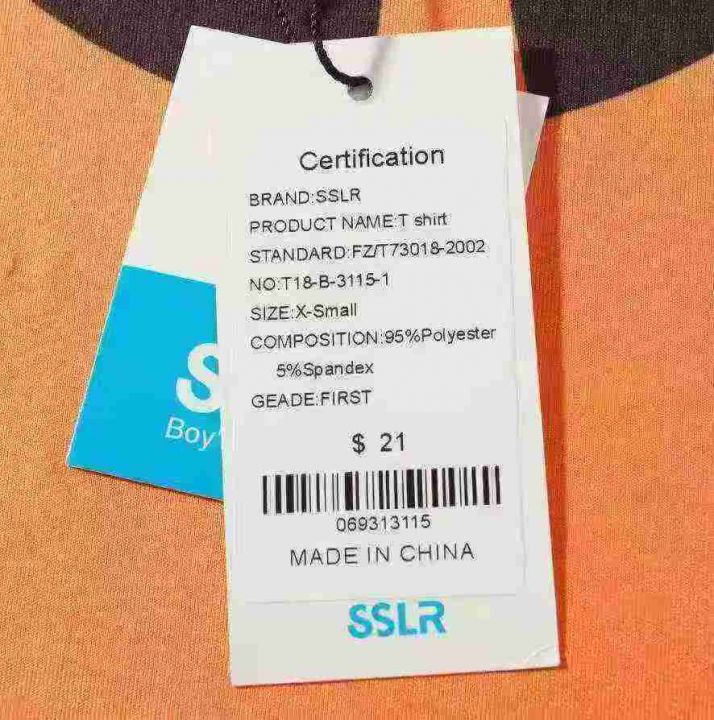 Certification
BRAND:SSLR
PRODUCT NAME:T shirt
STANDARD:FZ/T73018-2002
NO:T18-B-3115-1
SIZE:X-Small
COMPOSITION:95%Polyester
5%Spandex
GEADE:FIRST
$ 21
069313115
MADE IN CHINA
SSLR
S
Boy'